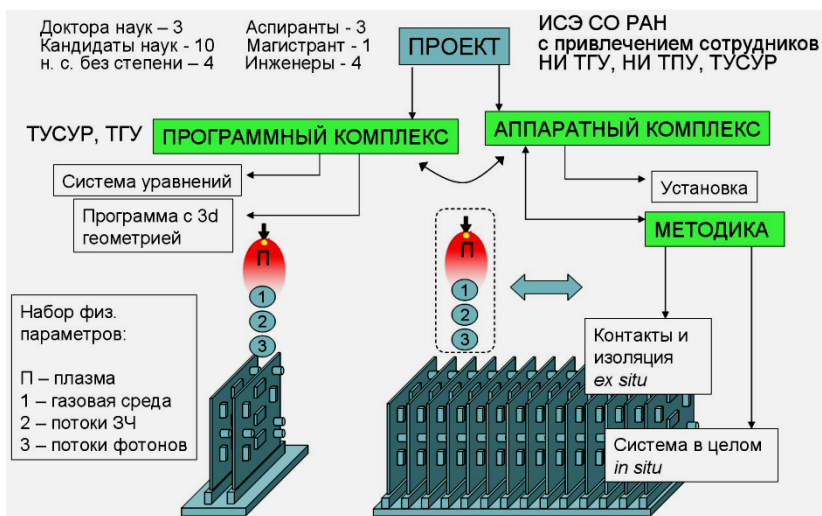 Доктора наук – 3
Кандидаты наук - 10
н. с. без степени – 4
Аспиранты - 3
Магистрант - 1
Инженеры - 4
ПРОЕКТ
ИСЭ СО РАН
с привлечением сотрудников
НИ ТГУ, НИ ТПУ, ТУСУР
ТУСУР, ТГУ
ПРОГРАММНЫЙ КОМПЛЕКС
АППАРАТНЫЙ КОМПЛЕКС
Система уравнений
Программа с 3d
геометрией
Установка
МЕТОДИКА
П
1
2
3
П
1
2
3
Набор физ.
параметров:
П – плазма
1 – газовая среда
2 – потоки ЗЧ
3 – потоки фотонов
Контакты и
изоляция
ex situ
Система в целом
in situ